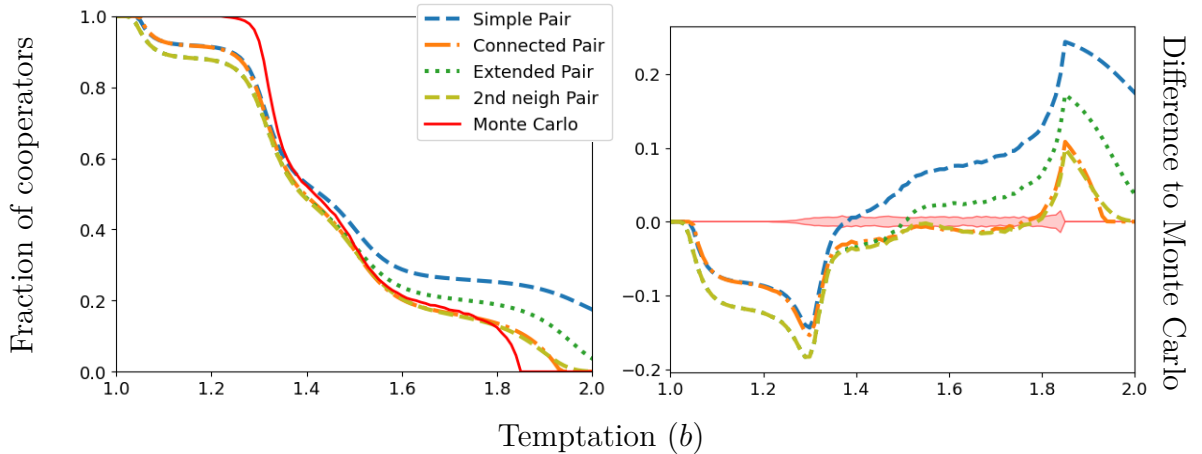 Fraction of cooperators
1.0
0.8
0.6
0.4
0.2
0.0
1.0 1.2 1.4 1.6 1.8 2.0
Simple Pair
Connected Pair
Extended Pair
2nd neigh Pair
Monte Carlo
0.2
0.1
0.0
−0.1
−0.2
1.0 1.2 1.4 1.6 1.8 2.0
Difference to Monte Carlo
Temptation (b)